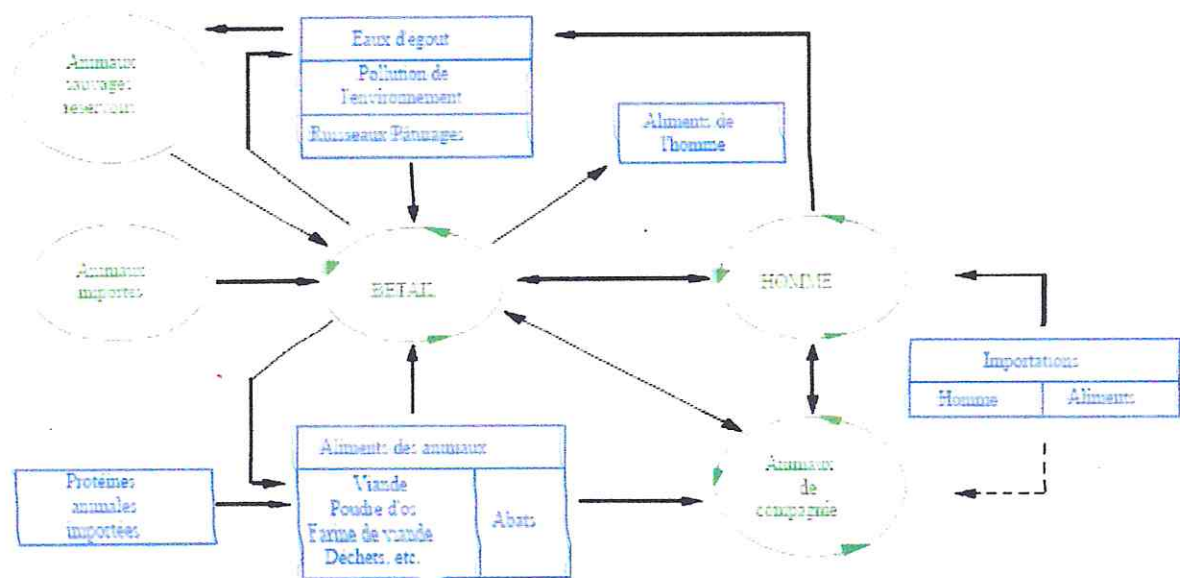 Eaux d'egout
Pollution de
l'environnement
Ruisseaux Pâturages
Animaux
sauvages
réservoirs
Aliments de
l'homme
Animaux
importés
BETAIL
HOMME
Importations
Homme
Aliments
Aliments des animaux
Viande
Poudre d'os
Farine de viande
Déchets, etc.
Abats
Protéines
animales
importées
Animaux
de
compagnie